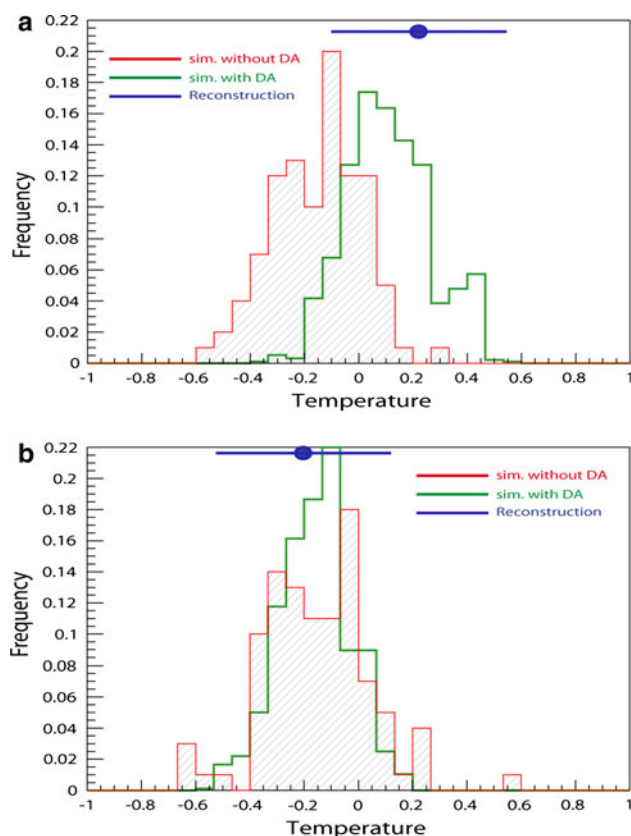 a
0.22
0.2
0.18
0.16
0.14
0.12
0.1
0.08
0.06
0.04
0.02
0
Frequency
sim. without DA
sim. with DA
Reconstruction
-1 -0.8 -0.6 -0.4 -0.2 0 0.2 0.4 0.6 0.8 1
Temperature
b
0.22
0.2
0.18
0.16
0.14
0.12
0.1
0.08
0.06
0.04
0.02
0
Frequency
sim. without DA
sim. with DA
Reconstruction
-1 -0.8 -0.6 -0.4 -0.2 0 0.2 0.4 0.6 0.8 1
Temperature